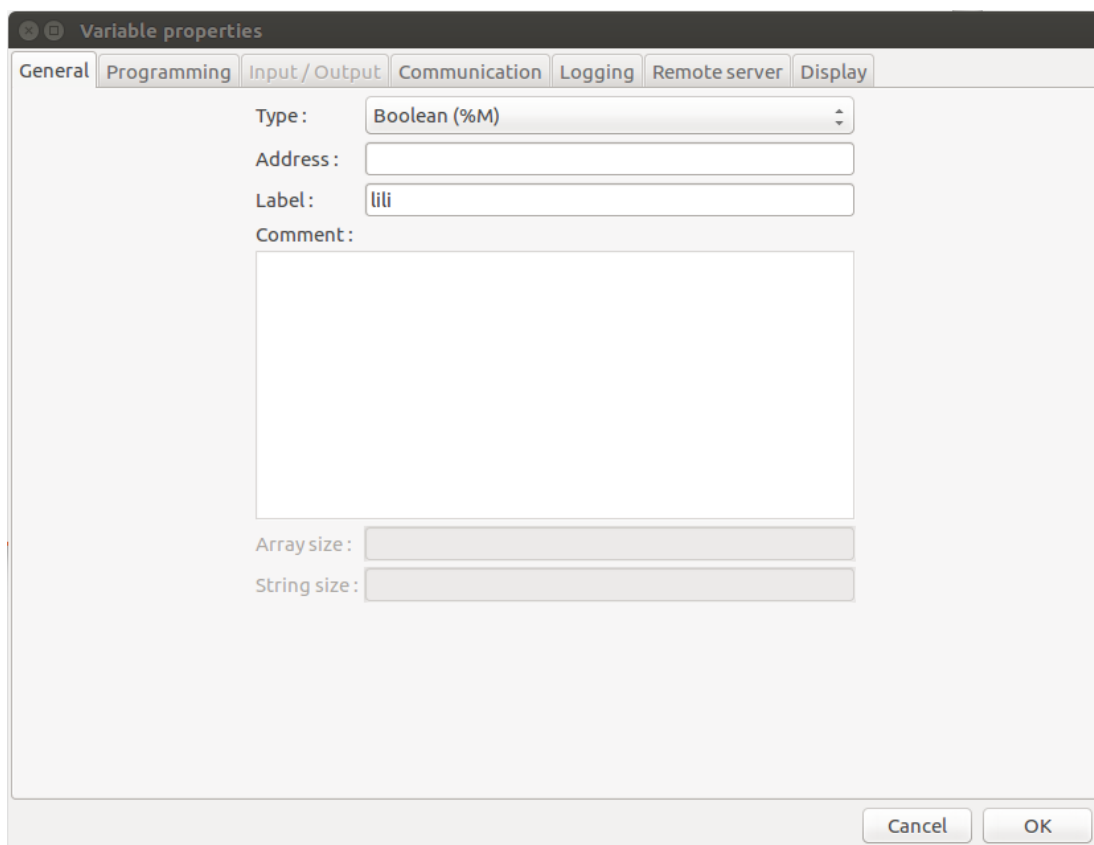 Variable properties
General Programming Input / Output Communication Logging Remote server Display
Type : Boolean (%M)
Address :
Label : lili
Comment :
Array size :
String size :
Cancel OK